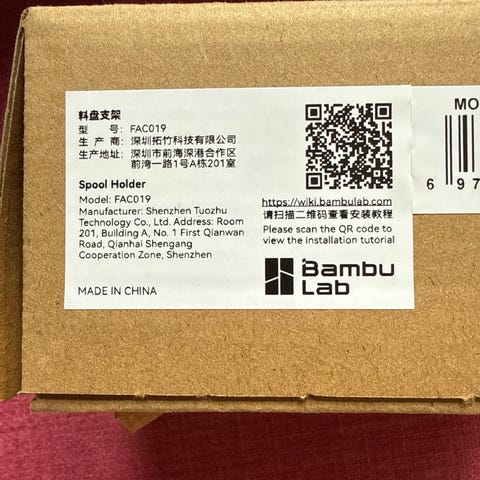 料盘支架
型 号: FAC019
生 产 商: 深圳拓竹科技有限公司
生产地址: 深圳市前海深港合作区
前湾一路1号A栋201室
Spool Holder
Model: FAC019
Manufacturer: Shenzhen Tuozhu
Technology Co., Ltd. Address: Room
201, Building A, No. 1 First Qianwan
Road, Qianhai Shengang
Cooperation Zone, Shenzhen
MADE IN CHINA
https://wiki.bambulab.com
请扫描二维码查看安装教程
Please scan the QR code to
view the installation tutorial
Bambu
Lab
MO
6 97